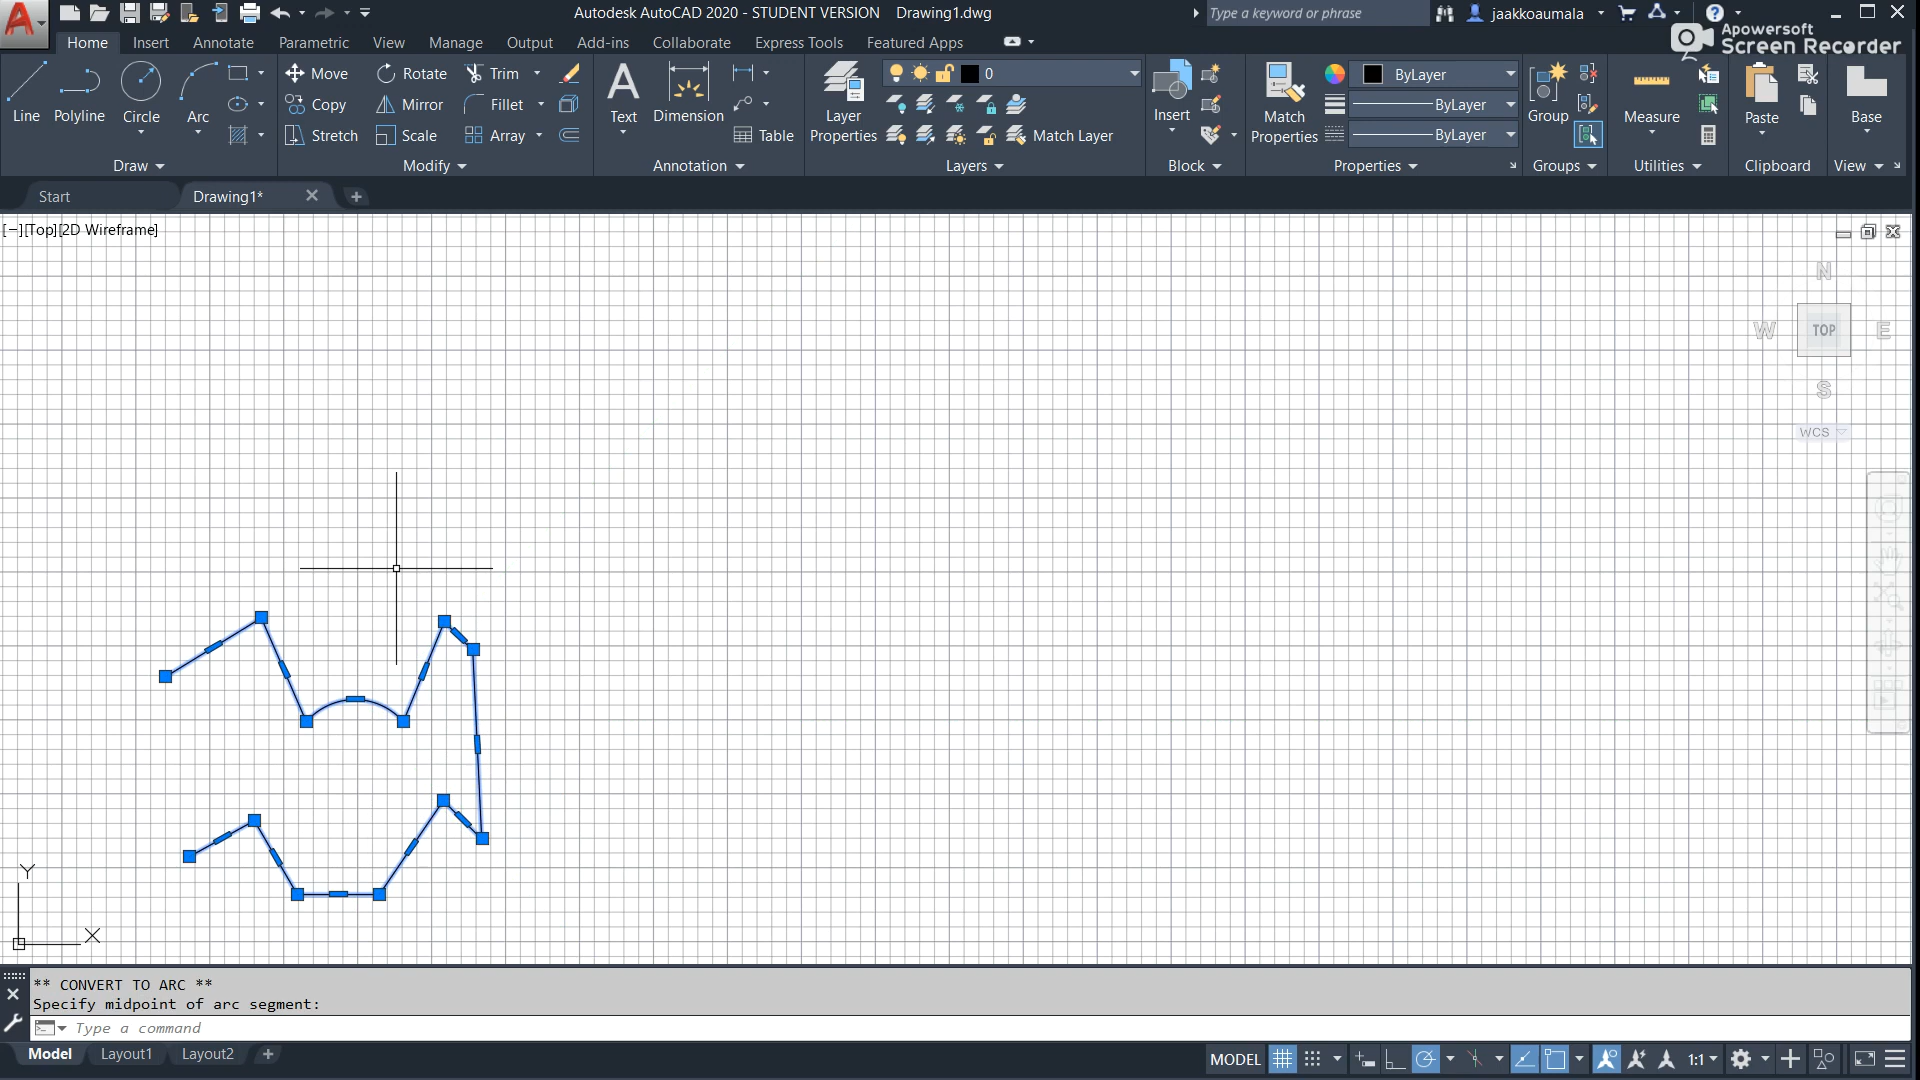 Autodesk AutoCAD 2020 - STUDENT VERSION Drawing1.dwg
Type a keyword or phrase
jaakkoaumala
Apowersoft
Screen Recorder
Home Insert Annotate Parametric View Manage Output Add-ins Collaborate Express Tools Featured Apps
Line Polyline Circle Arc
Draw
Move Rotate Trim
Copy Mirror Fillet
Stretch Scale Array
Modify
Text Dimension Table
Annotation
Layer
Properties
0
Match Layer
Layers
Insert
Block
Match
Properties
ByLayer
ByLayer
ByLayer
Properties
Group
Groups
Measure
Utilities
Paste
Clipboard
Base
View
Start Drawing1*
[−][Top][2D Wireframe]
N
W TOP E
S
WCS
Y
X
** CONVERT TO ARC **
Specify midpoint of arc segment:
Type a command
Model Layout1 Layout2
MODEL 1:1